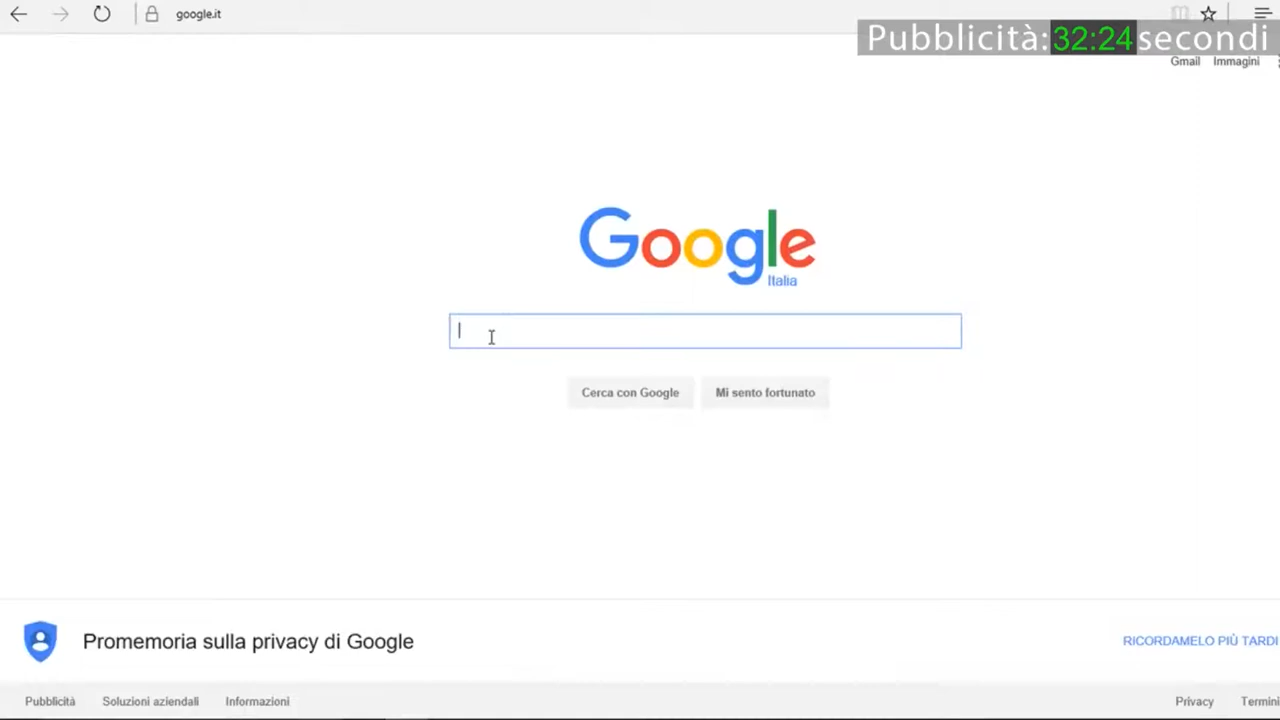 google.it
Pubblicità:32:24secondi
Gmail Immagini
Google
Italia
Cerca con Google Mi sento fortunato
Promemoria sulla privacy di Google
RICORDAMELO PIÙ TARDI
Pubblicità Soluzioni aziendali Informazioni Privacy Termini